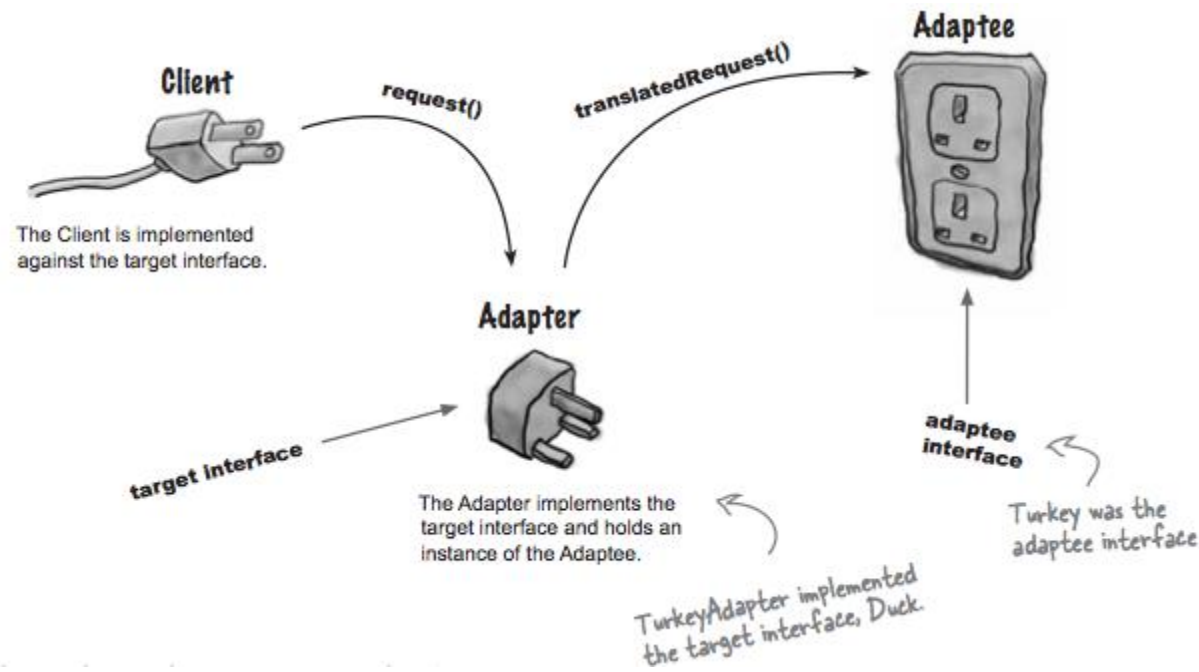 Adaptee
Client
request()
translatedRequest()
The Client is implemented
against the target interface.
Adapter
target interface
adaptee
interface
The Adapter implements the
target interface and holds an
instance of the Adaptee.
Turkey was the
adaptee interface
TurkeyAdapter implemented
the target interface, Duck.